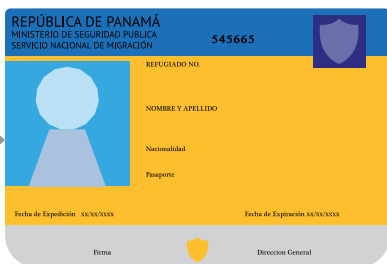 REPÚBLICA DE PANAMÁ
MINISTERIO DE SEGURIDAD PUBLICA
SERVICIO NACIONAL DE MIGRACIÓN
545665
REFUGIADO NO.
NOMBRE Y APELLIDO
Nacionalidad
Pasaporte
Fecha de Expedición xx/xx/xxxx
Fecha de Expiración xx/xx/xxxx
Firma
Direccion General